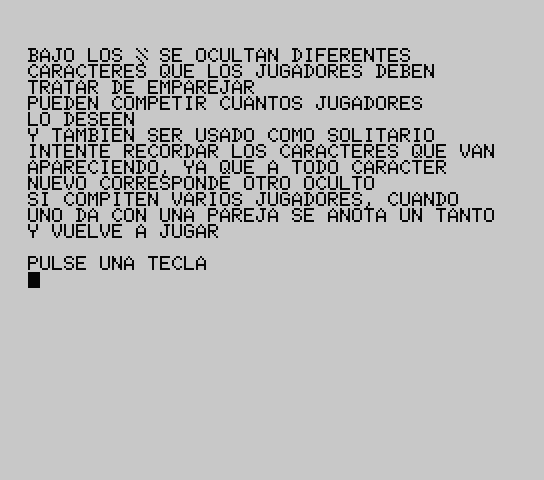 BAJO LOS ▧ SE OCULTAN DIFERENTES
CARACTERES QUE LOS JUGADORES DEBEN
TRATAR DE EMPAREJAR
PUEDEN COMPETIR CUANTOS JUGADORES
LO DESEEN
Y TAMBIEN SER USADO COMO SOLITARIO
INTENTE RECORDAR LOS CARACTERES QUE VAN
APARECIENDO, YA QUE A TODO CARACTER
NUEVO CORRESPONDE OTRO OCULTO
SI COMPITEN VARIOS JUGADORES, CUANDO
UNO DA CON UNA PAREJA SE ANOTA UN TANTO
Y VUELVE A JUGAR
PULSE UNA TECLA